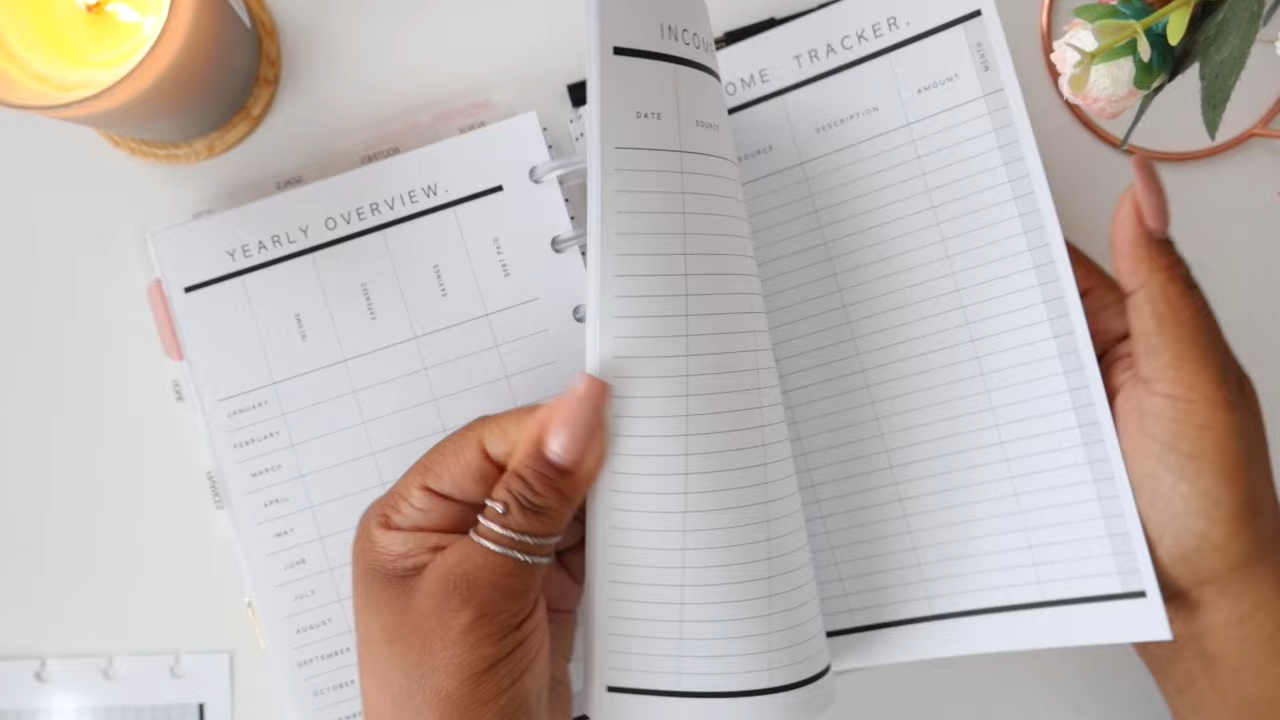 YEARLY OVERVIEW.
INCOME
EXPENSES
SAVINGS
DEBT PAID
JANUARY
FEBRUARY
MARCH
APRIL
MAY
JUNE
JULY
AUGUST
SEPTEMBER
OCTOBER
INCOM
DATE
SOURCE
OME TRACKER.
SOURCE
DESCRIPTION
AMOUNT
MONTH